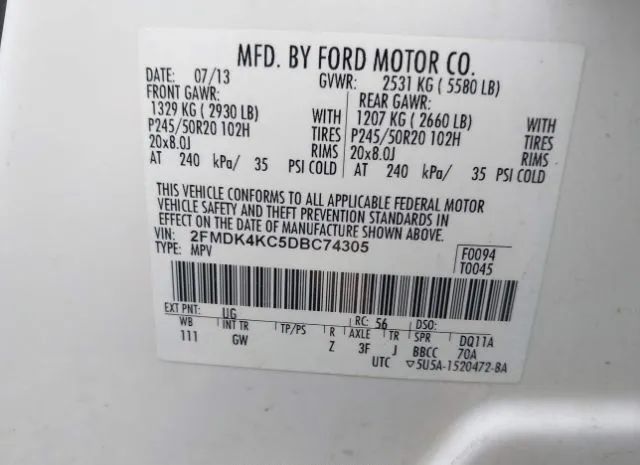 MFD. BY FORD MOTOR CO.
DATE: 07/13 GVWR: 2531 KG ( 5580 LB)
FRONT GAWR: REAR GAWR:
1329 KG ( 2930 LB) WITH 1207 KG ( 2660 LB) WITH
P245/50R20 102H TIRES P245/50R20 102H TIRES
20x8.0J RIMS 20x8.0J RIMS
AT 240 kPa/ 35 PSI COLD AT 240 kPa/ 35 PSI COLD
THIS VEHICLE CONFORMS TO ALL APPLICABLE FEDERAL MOTOR
VEHICLE SAFETY AND THEFT PREVENTION STANDARDS IN
EFFECT ON THE DATE OF MANUFACTURE SHOWN ABOVE.
VIN: 2FMDK4KC5DBC74305 F0094
TYPE: MPV T0045
EXT PNT: UG RC: 56 DSO:
WB INT TR TP/PS R AXLE TR SPR DQ11A
111 GW Z 3F J BBCC 70A
UTC ▽5U5A-1520472-BA